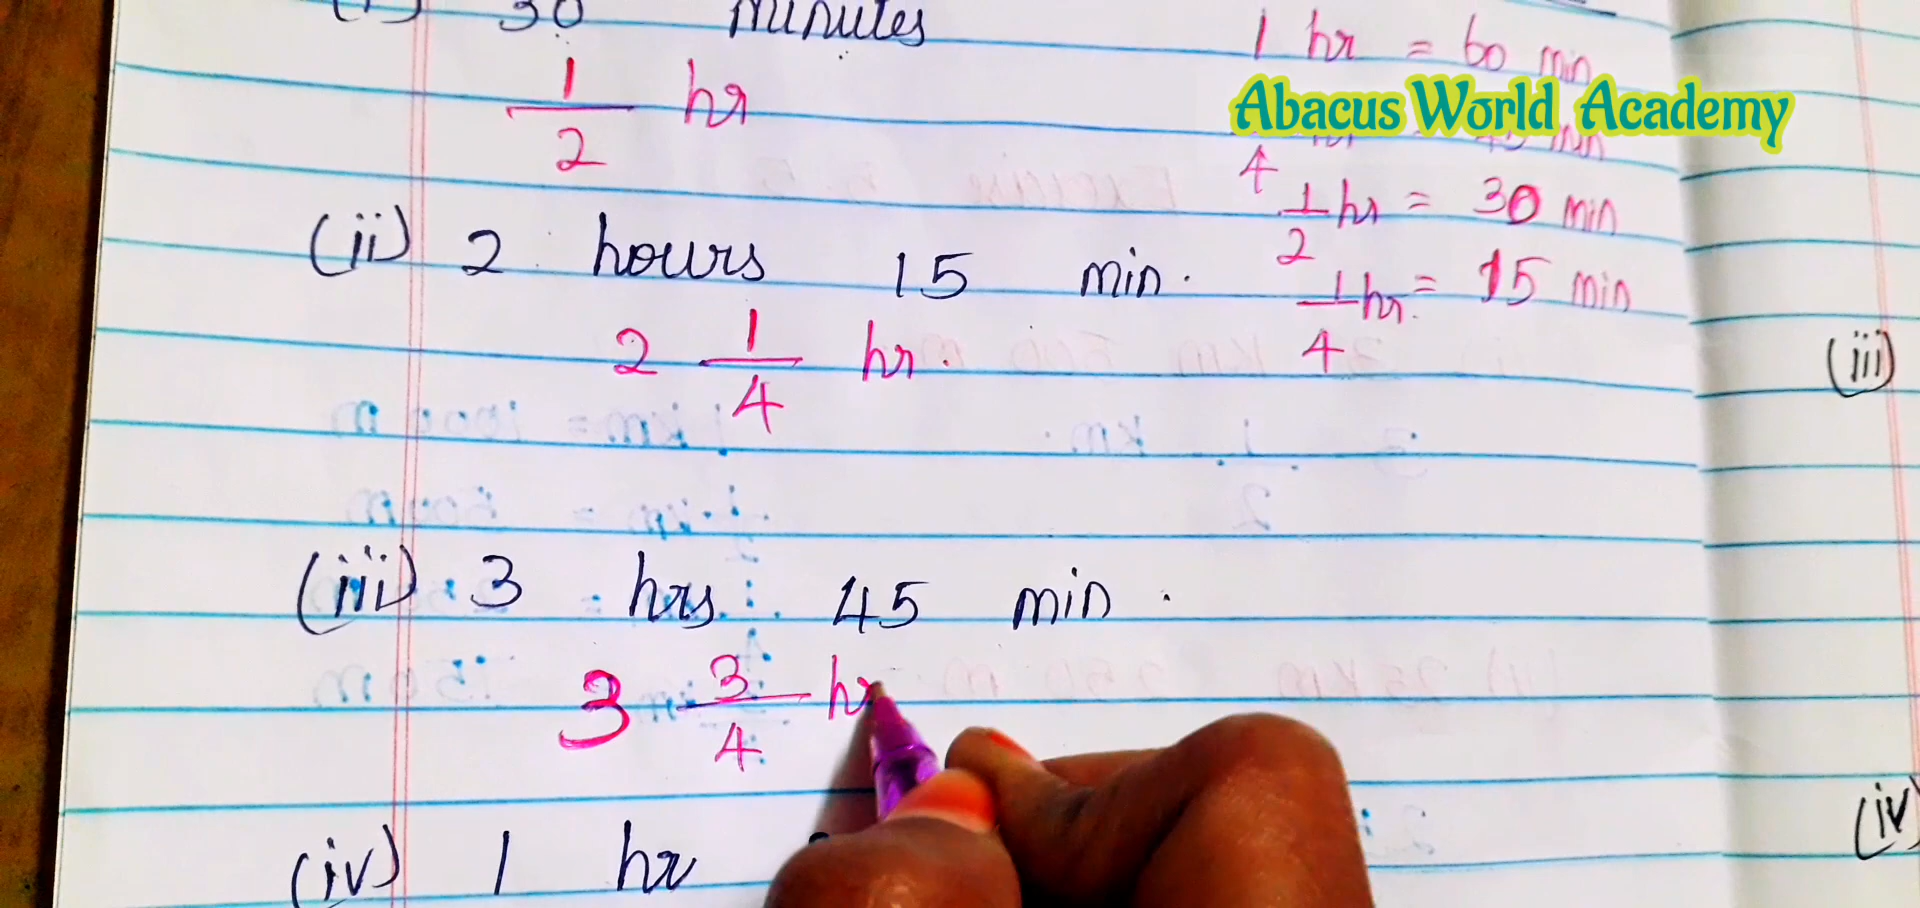 30 minutes
1/2 hr
(ii) 2 hours 15 min.
2 1/4 hr.
(iii) 3 hrs 45 min.
3 3/4 hr
(iv) 1 hr
1 hr = 60 min
Abacus World Academy
4
1/2 hr = 30 min
1/4 hr. = 15 min
(iii)
(iv)